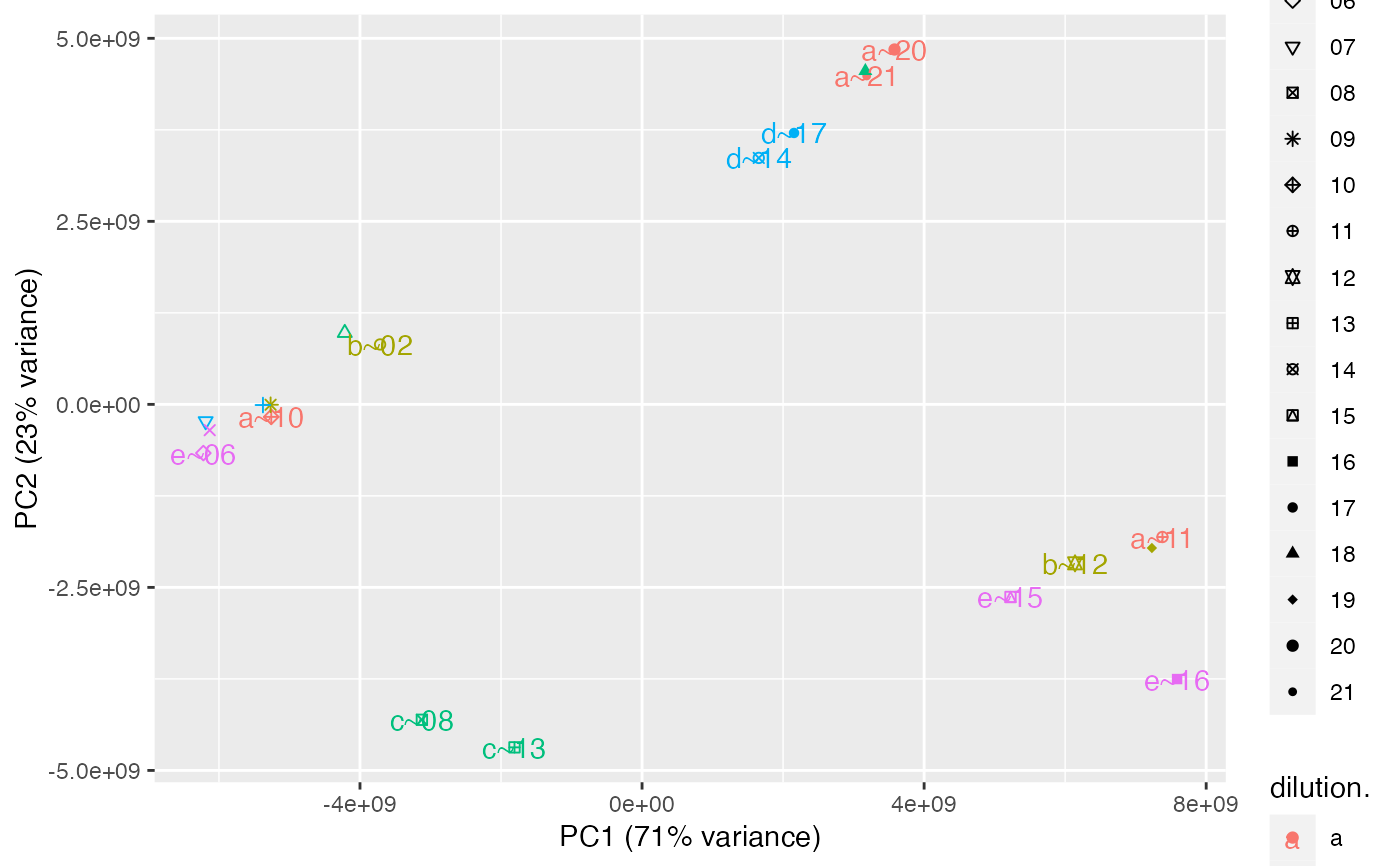 5.0e+09
2.5e+09
0.0e+00
-2.5e+09
-5.0e+09
PC2 (23% variance)
a~20
a~21
d~17
d~14
b~02
a~10
e~06
a~11
b~12
e~15
e~16
c~08
c~13
-4e+09
0e+00
4e+09
8e+09
PC1 (71% variance)
06
07
08
09
10
11
12
13
14
15
16
17
18
19
20
21
dilution.
a a